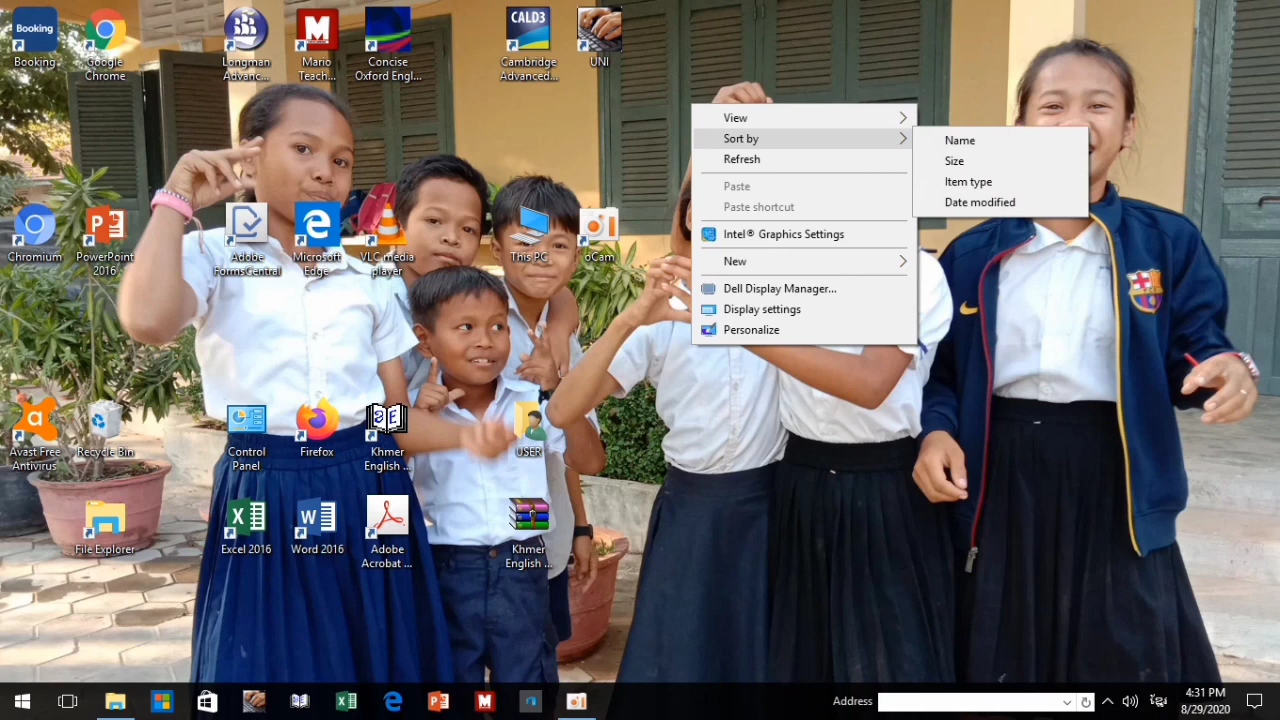 Booking
Booking
Google
Chrome
Longman
Advanc...
Mario
Teach...
Concise
Oxford Engl...
CALD3
Cambridge
Advanced...
UNI
Chromium
PowerPoint
2016
Adobe
FormsCentral
Microsoft
Edge
VLC media
player
This PC
oCam
Avast Free
Antivirus
Recycle Bin
Control
Panel
Firefox
Khmer
English ...
USER
File Explorer
Excel 2016
Word 2016
Adobe
Acrobat ...
Khmer
English ...
View
Sort by
Refresh
Paste
Paste shortcut
Intel® Graphics Settings
New
Dell Display Manager...
Display settings
Personalize
Name
Size
Item type
Date modified
Address
4:31 PM
8/29/2020